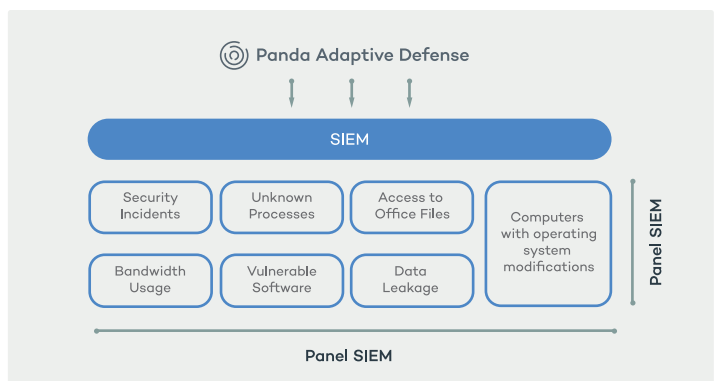 Panda Adaptive Defense
SIEM
Security
Incidents
Unknown
Processes
Access to
Office Files
Computers
with operating
system
modifications
Bandwidth
Usage
Vulnerable
Software
Data
Leakage
Panel SIEM
Panel SIEM